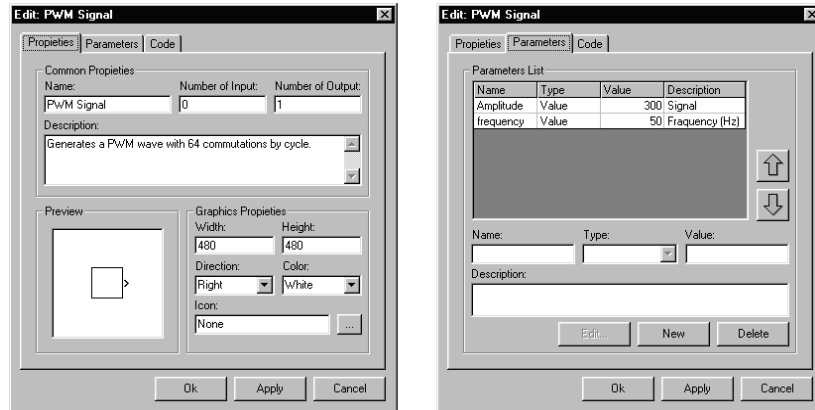 Edit: PWM Signal
Propieties Parameters Code
Common Propieties
Name: Number of Input: Number of Output:
PWM Signal 0 1
Description:
Generates a PWM wave with 64 commutations by cycle.
Preview
Graphics Propieties
Width: Height:
480 480
Direction: Color:
Right White
Icon:
None ...
Ok Apply Cancel
Edit: PWM Signal
Propieties Parameters Code
Parameters List
Name Type Value Description
Amplitude Value 300 Signal
frequency Value 50 Fraquency (Hz)
Name: Type: Value:
Description:
Edit... New Delete
Ok Apply Cancel